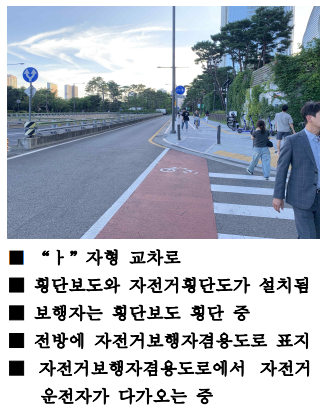 ■ “ㅏ”자형 교차로
■ 횡단보도와 자전거횡단도가 설치됨
■ 보행자는 횡단보도 횡단 중
■ 전방에 자전거보행자겸용도로 표지
■ 자전거보행자겸용도로에서 자전거
운전자가 다가오는 중